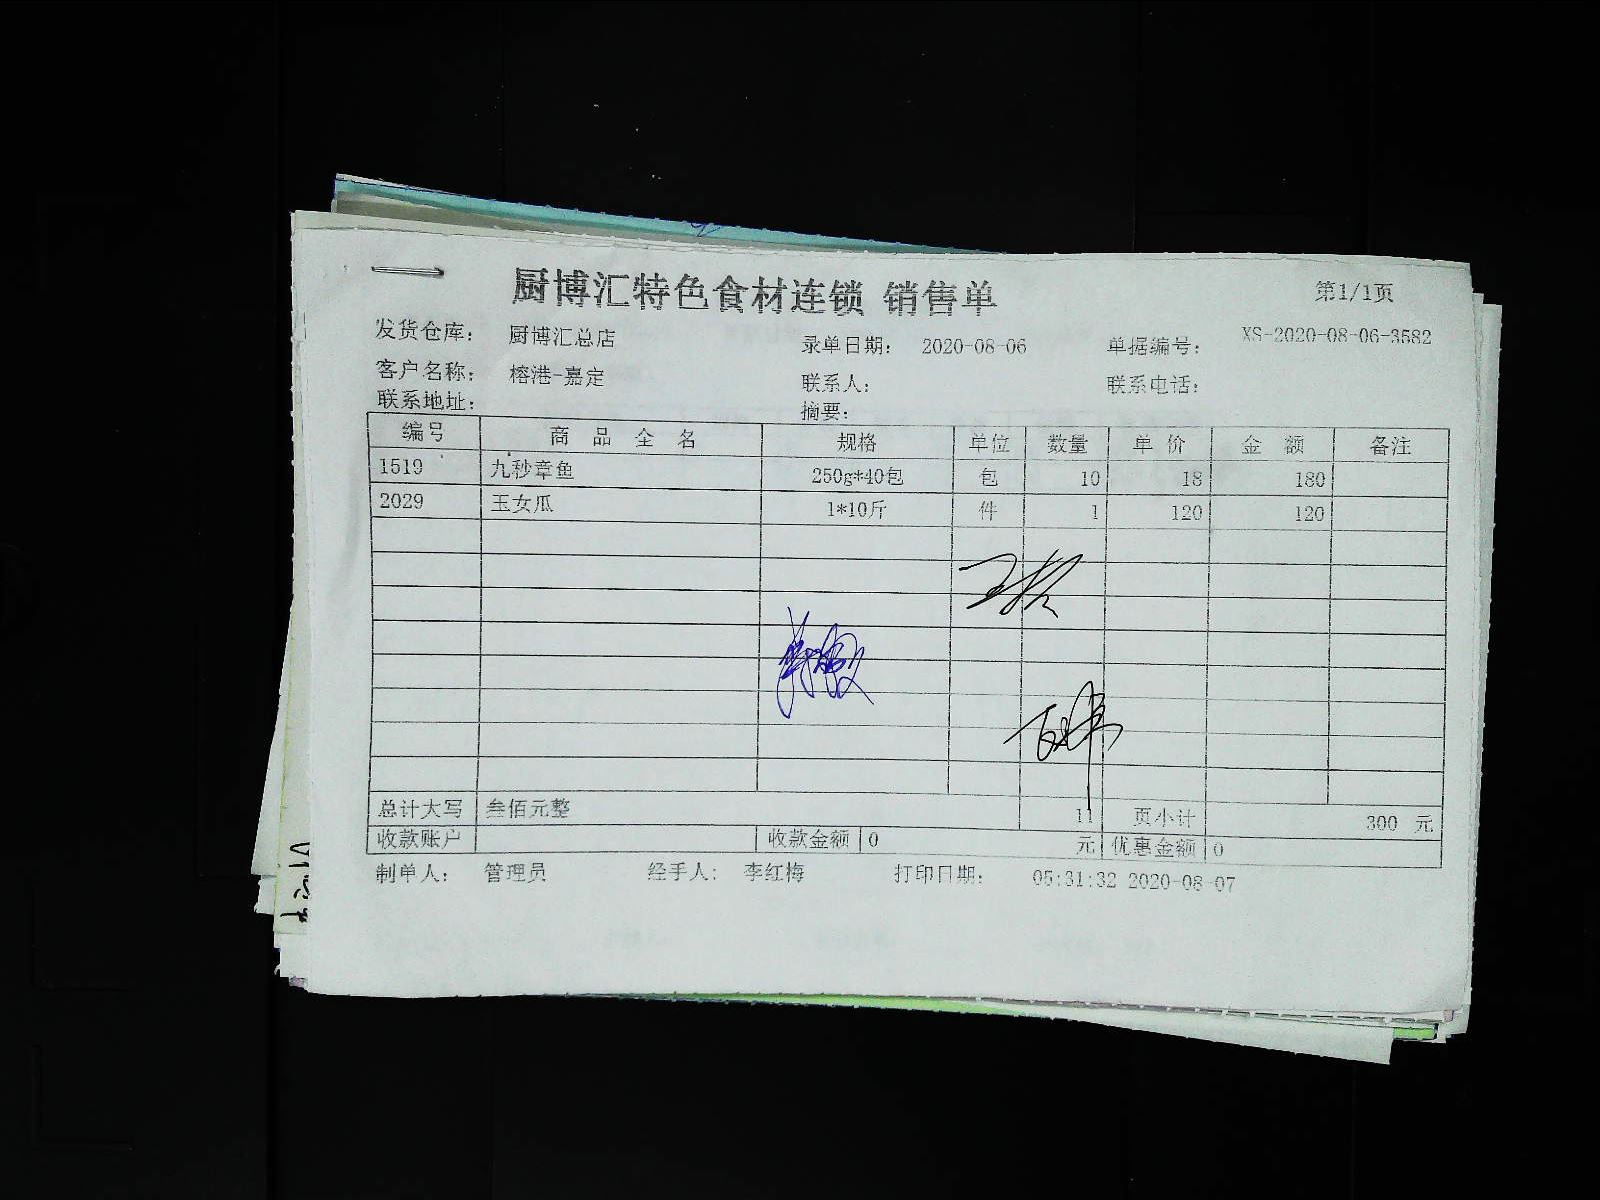 厨博汇特色食材连锁 销售单 第1/1页
发货仓库： 厨博汇总店 录单日期： 2020-08-06 单据编号： XS-2020-08-06-3582
客户名称： 榕港-嘉定 联系人： 联系电话：
联系地址： 摘要：
编号 商品全名 规格 单位 数量 单价 金额 备注
1519 九秒章鱼 250g*40包 包 10 18 180
2029 玉女瓜 1*10斤 件 1 120 120
总计大写 叁佰元整 11 页小计 300 元
收款账户 收款金额 0 元 优惠金额 0
制单人： 管理员 经手人： 李红梅 打印日期： 05:31:32 2020-08-07